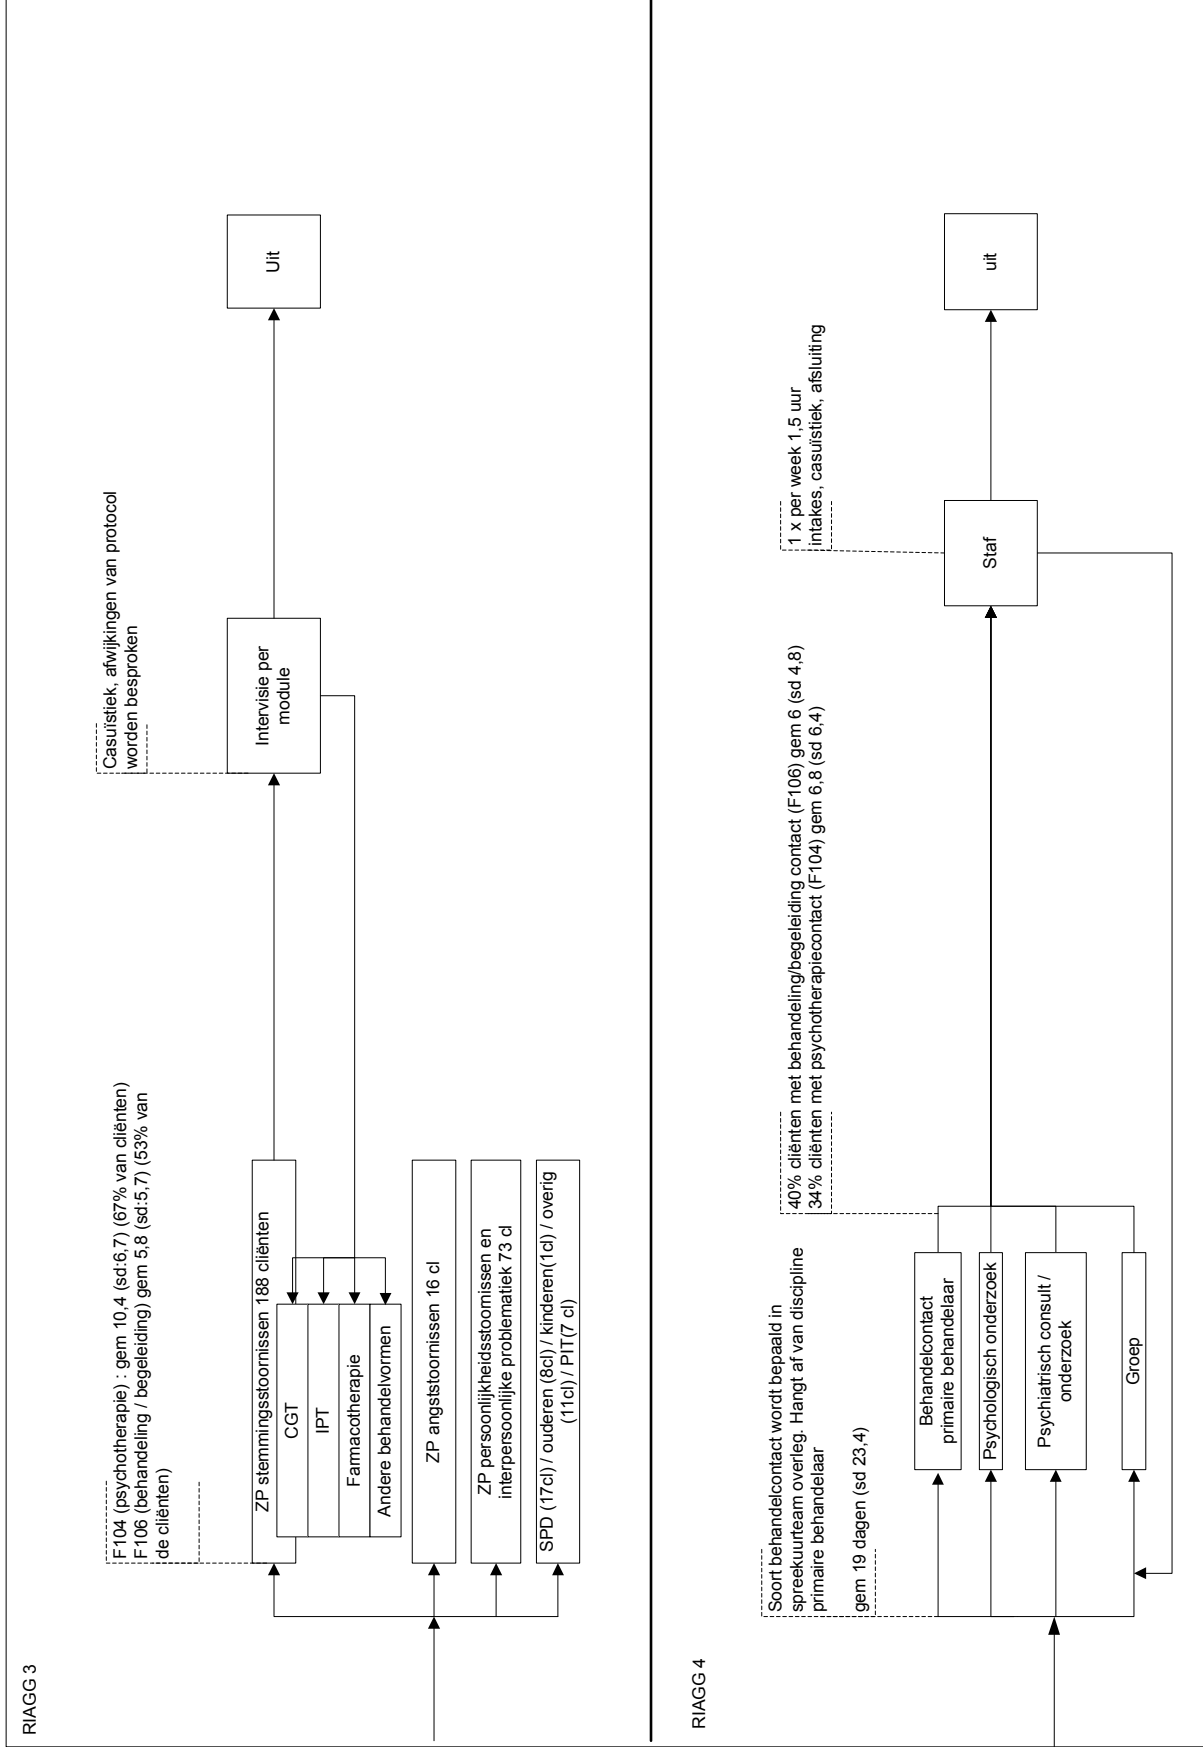 RIAGG 3
F104 (psychotherapie) : gem 10,4 (sd:6,7) (67% van cliënten)
F106 (behandeling / begeleiding) gem 5,8 (sd:5,7) (53% van
de cliënten)
ZP stemmingsstoornissen 188 cliënten
CGT
IPT
Farmacotherapie
Andere behandelvormen
ZP angststoornissen 16 cl
ZP persoonlijkheidsstoornissen en
interpersoonlijke problematiek 73 cl
SPD (17cl) / ouderen (8cl) / kinderen(1cl) / overig
(11cl) / PIT(7 cl)
Casuïstiek, afwijkingen van protocol
worden besproken
Intervisie per
module
Uit
RIAGG 4
Soort behandelcontact wordt bepaald in
spreekuurteam overleg. Hangt af van discipline
primaire behandelaar
gem 19 dagen (sd 23,4)
Behandelcontact
primaire behandelaar
Psychologisch onderzoek
Psychiatrisch consult /
onderzoek
Groep
40% cliënten met behandeling/begeleiding contact (F106) gem 6 (sd 4,8)
34% cliënten met psychotherapiecontact (F104) gem 6,8 (sd 6,4)
1 x per week 1,5 uur
intakes, casuïstiek, afsluiting
Staf
uit